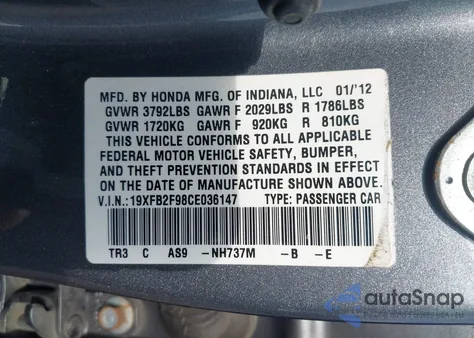 MFD. BY HONDA MFG. OF INDIANA, LLC 01/'12
GVWR 3792LBS GAWR F 2029LBS R 1786LBS
GVWR 1720KG GAWR F 920KG R 810KG
THIS VEHICLE CONFORMS TO ALL APPLICABLE
FEDERAL MOTOR VEHICLE SAFETY, BUMPER,
AND THEFT PREVENTION STANDARDS IN EFFECT
ON THE DATE OF MANUFACTURE SHOWN ABOVE.
V.I.N.: 19XFB2F98CE036147 TYPE: PASSENGER CAR
TR3 C AS9 -NH737M -B -E
autaSnap